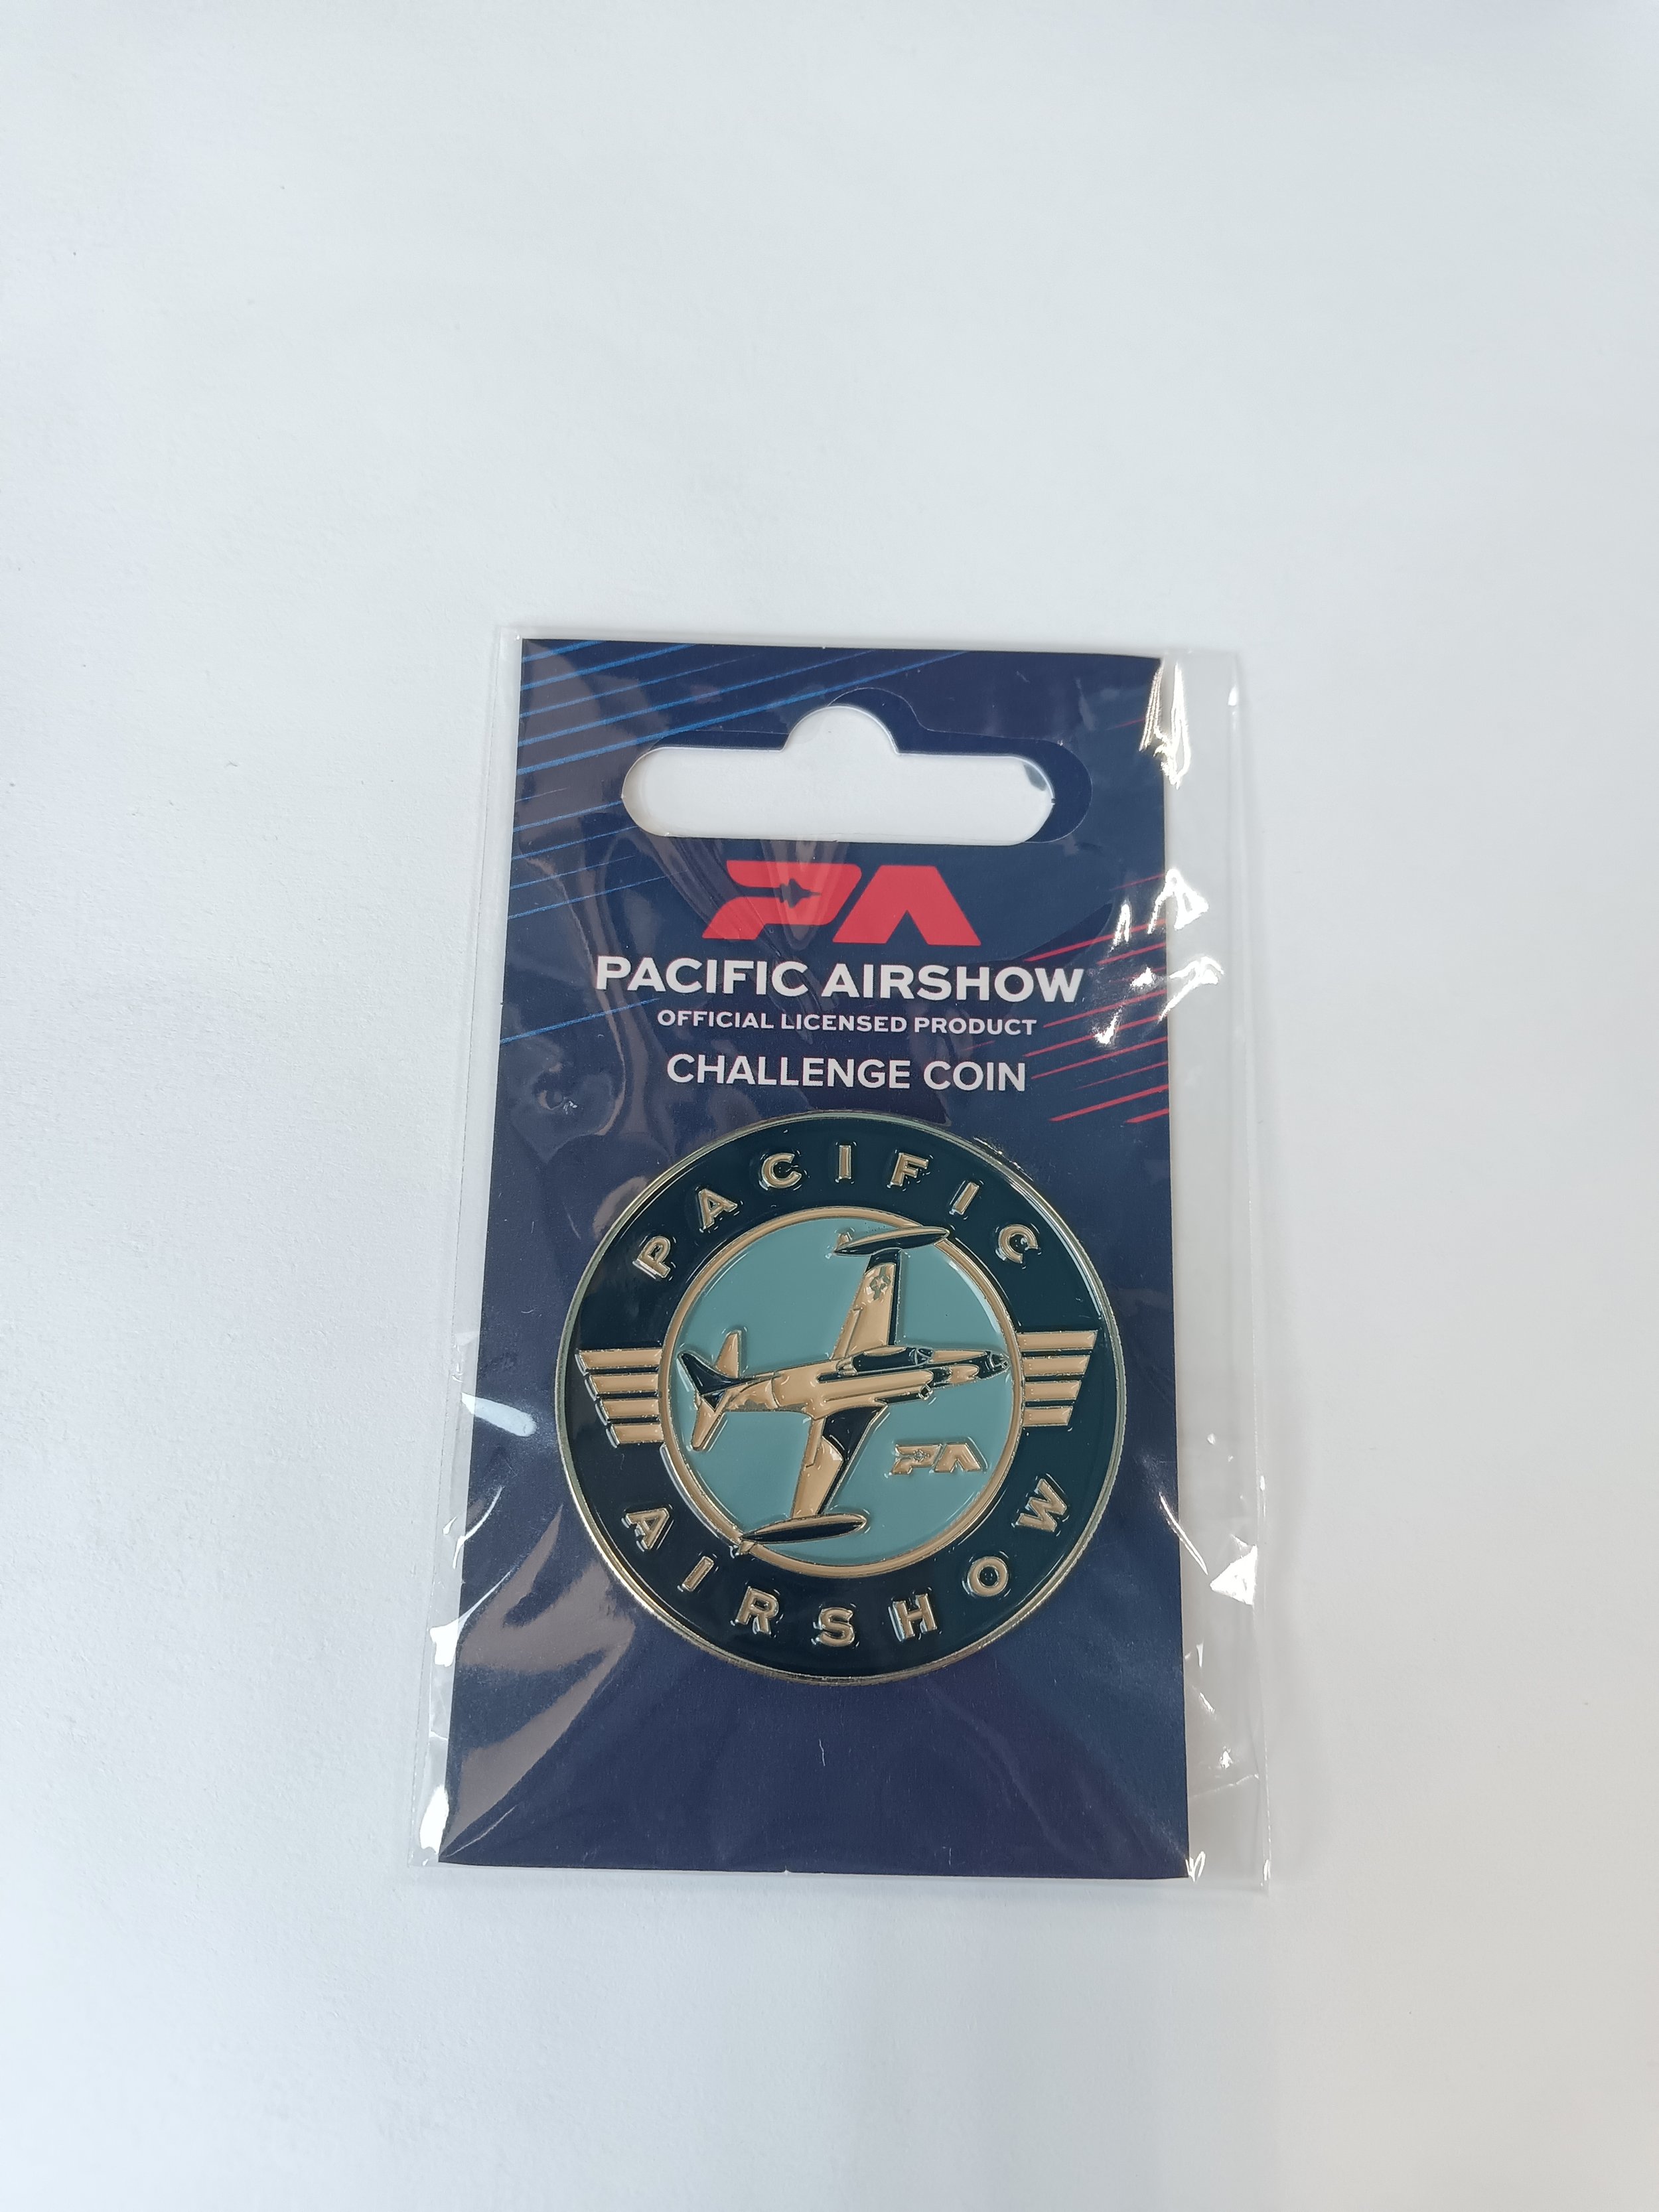 PA
PACIFIC AIRSHOW
OFFICIAL LICENSED PRODUCT
CHALLENGE COIN
PACIFIC
PA
AIRSHOW